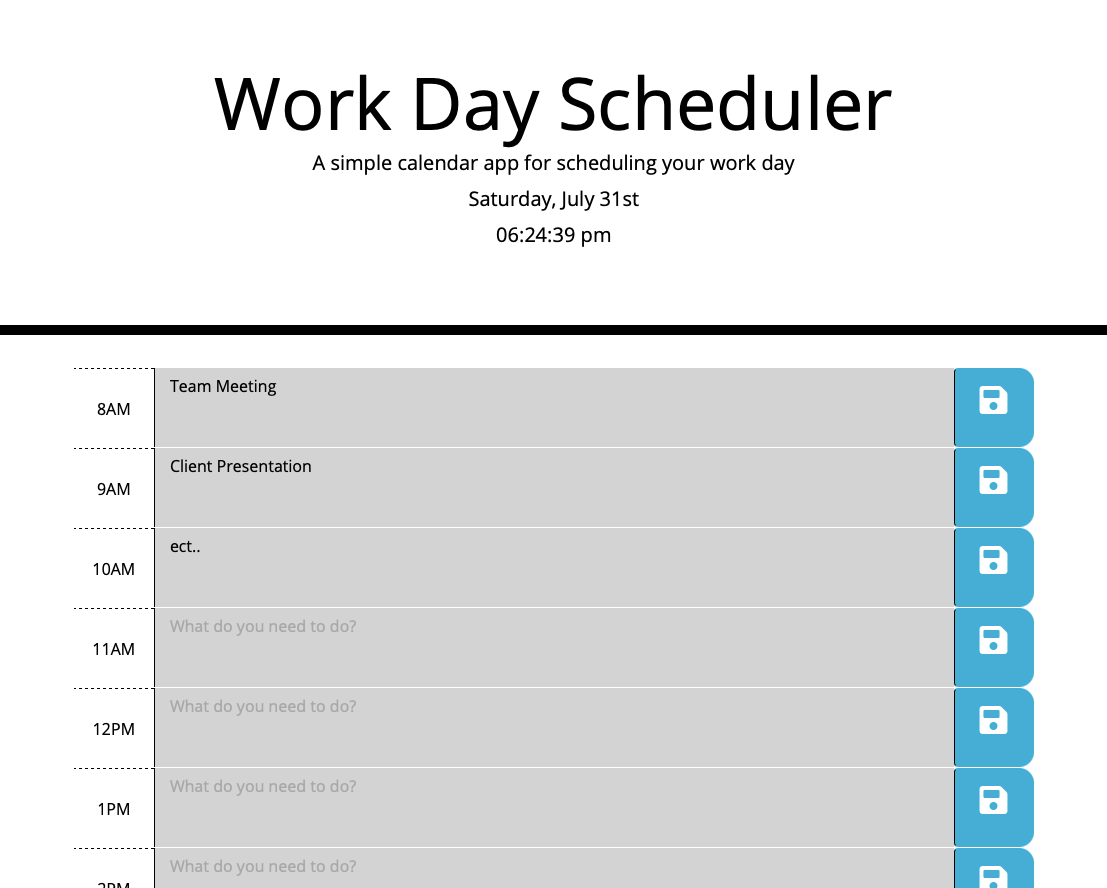 Work Day Scheduler
A simple calendar app for scheduling your work day
Saturday, July 31st
06:24:39 pm
8AM
Team Meeting
9AM
Client Presentation
10AM
ect..
11AM
What do you need to do?
12PM
What do you need to do?
1PM
What do you need to do?
2PM
What do you need to do?